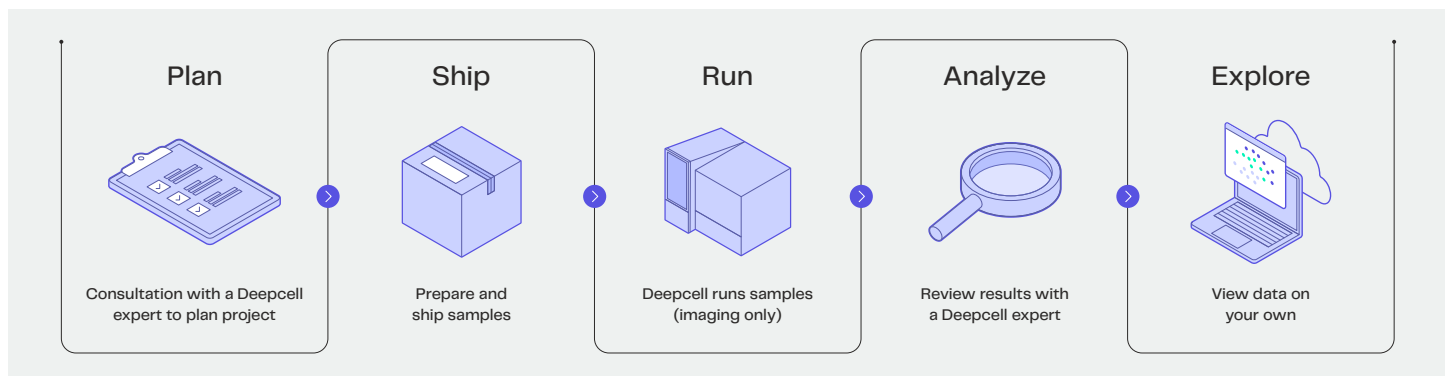 Plan
Consultation with a Deepcell
expert to plan project
Ship
Prepare and
ship samples
Run
Deepcell runs samples
(imaging only)
Analyze
Review results with
a Deepcell expert
Explore
View data on
your own